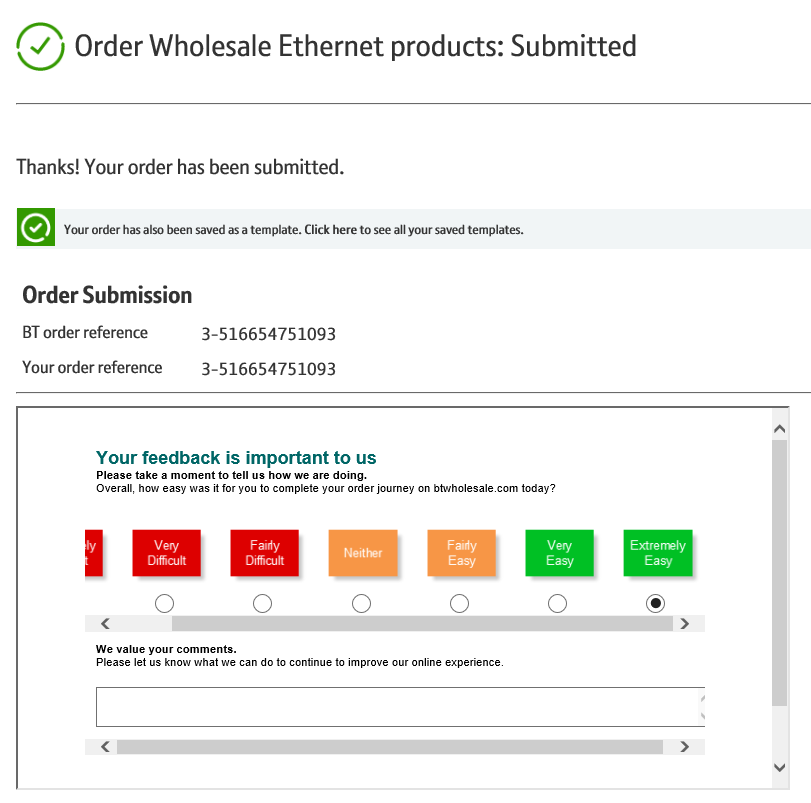 Order Wholesale Ethernet products: Submitted
Thanks! Your order has been submitted.
Your order has also been saved as a template. Click here to see all your saved templates.
Order Submission
BT order reference 3-516654751093
Your order reference 3-516654751093
Your feedback is important to us
Please take a moment to tell us how we are doing.
Overall, how easy was it for you to complete your order journey on btwholesale.com today?
Very Fairly Neither Fairly Very Extremely
Difficult Difficult Easy Easy Easy
We value your comments.
Please let us know what we can do to continue to improve our online experience.